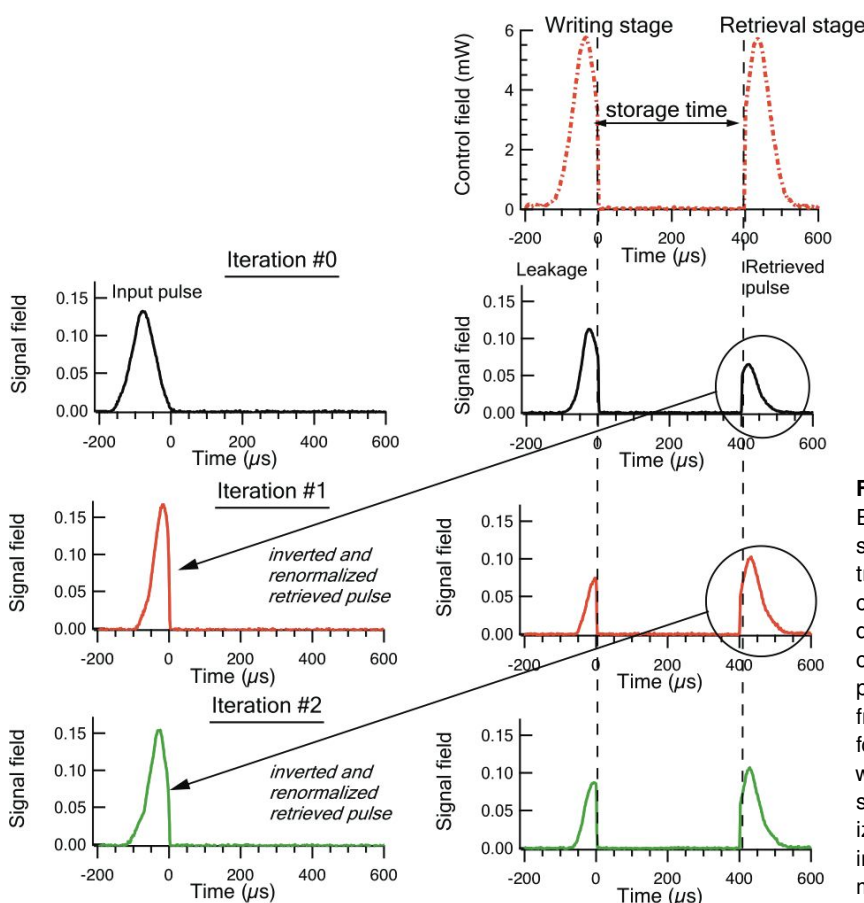 Writing stage
Retrieval stage
Control field (mW)
6
4
2
0
storage time
-200 0 200 400 600
Time (µs)
Iteration #0
Input pulse
Signal field
0.15
0.10
0.05
0.00
-200 0 200 400 600
Time (µs)
Leakage
Retrieved
pulse
Signal field
0.15
0.10
0.05
0.00
-200 0 200 400 600
Time (µs)
Iteration #1
Signal field
0.15
0.10
0.05
0.00
inverted and
renormalized
retrieved pulse
-200 0 200 400 600
Time (µs)
Signal field
0.15
0.10
0.05
0.00
-200 0 200 400 600
Time (µs)
Iteration #2
Signal field
0.15
0.10
0.05
0.00
inverted and
renormalized
retrieved pulse
-200 0 200 400 600
Time (µs)
Signal field
0.15
0.10
0.05
0.00
-200 0 200 400 600
Time (µs)